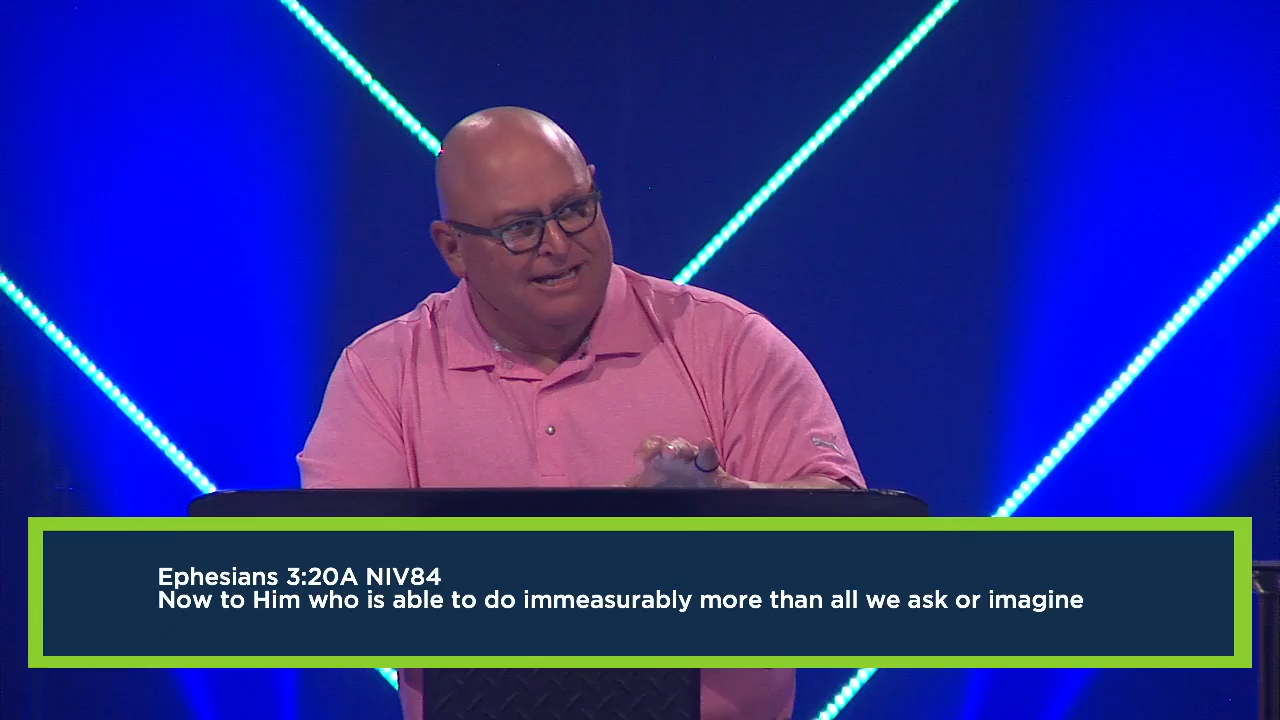 Ephesians 3:20A NIV84
Now to Him who is able to do immeasurably more than all we ask or imagine